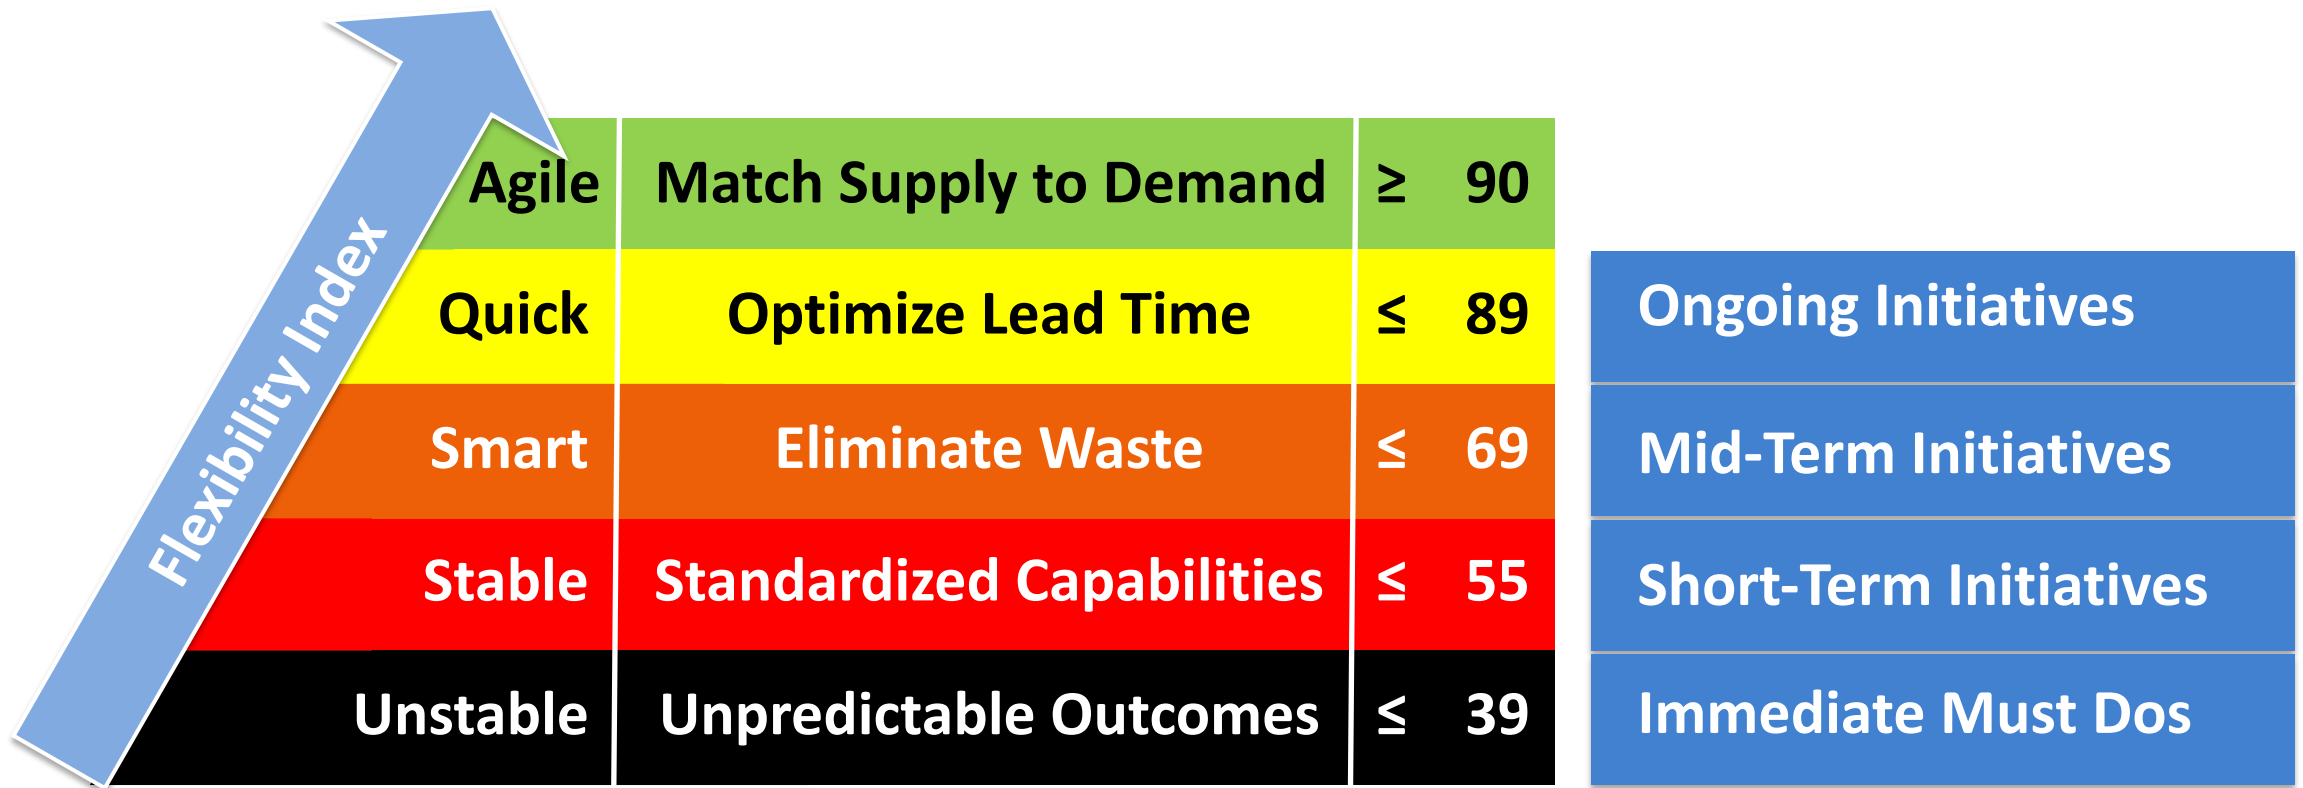 Flexibility Index
Agile Match Supply to Demand ≥ 90
Quick Optimize Lead Time ≤ 89 Ongoing Initiatives
Smart Eliminate Waste ≤ 69 Mid-Term Initiatives
Stable Standardized Capabilities ≤ 55 Short-Term Initiatives
Unstable Unpredictable Outcomes ≤ 39 Immediate Must Dos